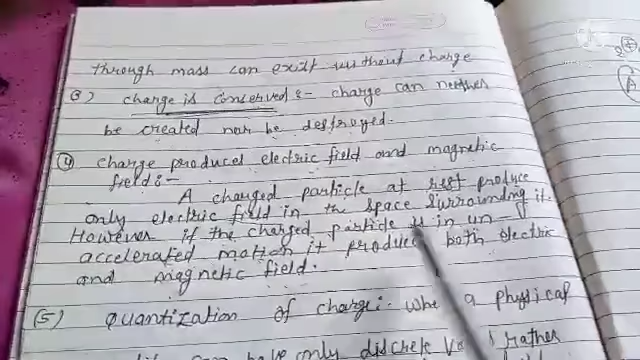 through mass can exist without charge
(3) charge is conserved :- charge can neither
be created nor be destroyed.
(4) charge produces electric field and magnetic
field :-
A charged particle at rest produce
only electric field in the space surrounding it.
However if the charged particle is in un-
accelerated motion it produces both electric
and magnetic field.
(5) quantization of charge :- when a physical
can have only discrete rather